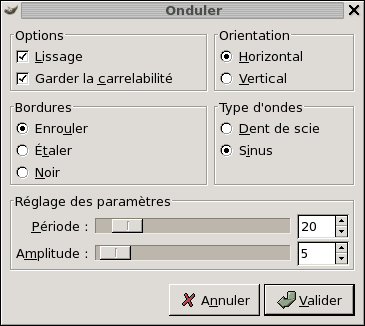 Onduler
Options
Lissage
Garder la carrelabilité
Orientation
Horizontal
Vertical
Bordures
Enrouler
Étaler
Noir
Type d'ondes
Dent de scie
Sinus
Réglage des paramètres
Période : 20
Amplitude : 5
Annuler Valider